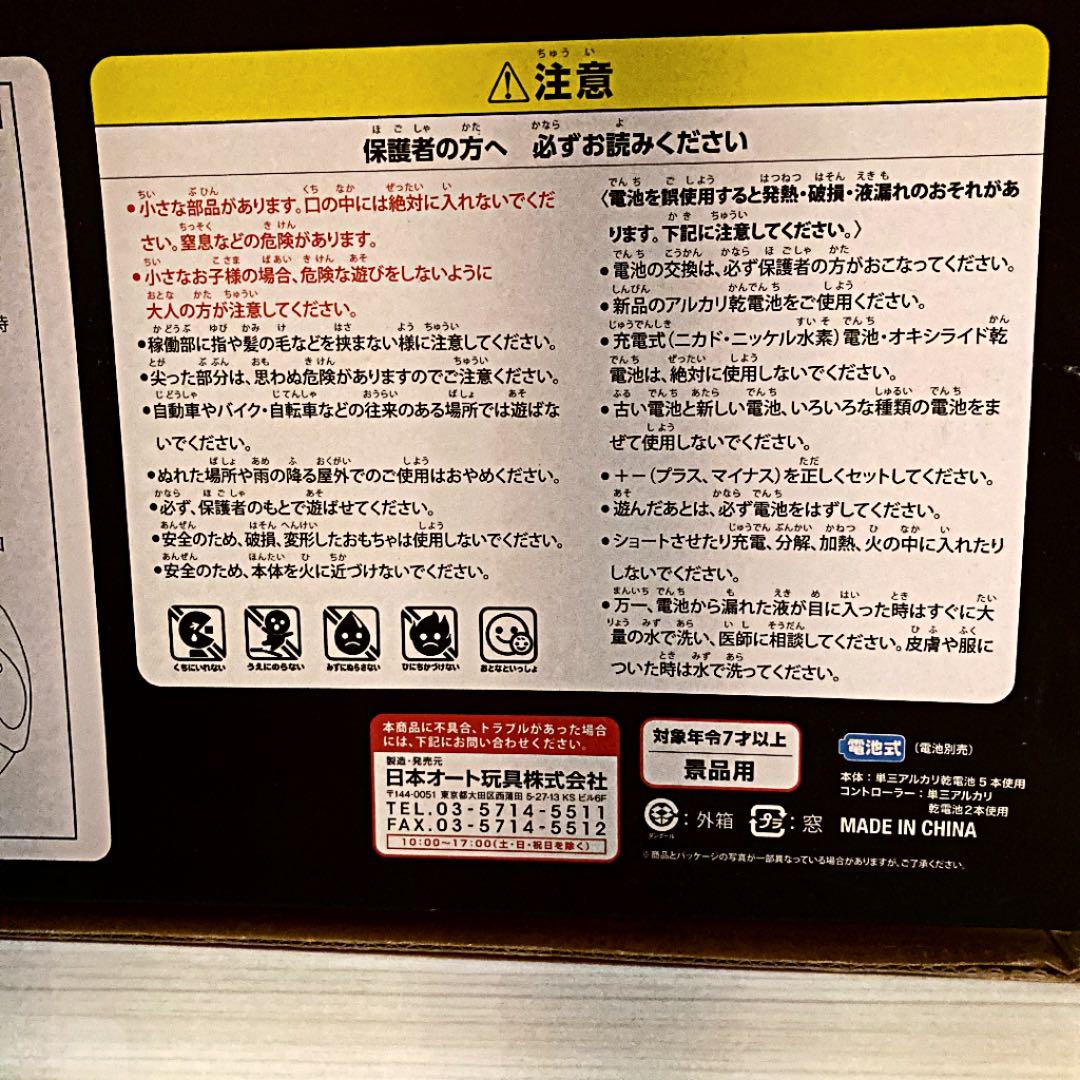 注意
保護者の方へ 必ずお読みください
●小さな部品があります。口の中には絶対に入れないでくだ
さい。窒息などの危険があります。
●小さなお子様の場合、危険な遊びをしないように
大人の方が注意してください。
●稼働部に指や髪の毛などを挟まない様に注意してください。
●尖った部分は、思わぬ危険がありますのでご注意ください。
●自動車やバイク・自転車などの往来のある場所では遊ばな
いでください。
●ぬれた場所や雨の降る屋外でのご使用はおやめください。
●必ず、保護者のもとで遊ばせてください。
●安全のため、破損、変形したおもちゃは使用しないでください。
●安全のため、本体を火に近づけないでください。
くちにいれない うえにのらない みずにぬらさない ひにちかづけない おとなといっしょ
〈電池を誤使用すると発熱・破損・液漏れのおそれがあ
ります。下記に注意してください。〉
●電池の交換は、必ず保護者の方がおこなってください。
●新品のアルカリ乾電池をご使用ください。
●充電式(ニカド・ニッケル水素)電池・オキシライド乾
電池は、絶対に使用しないでください。
●古い電池と新しい電池、いろいろな種類の電池をま
ぜて使用しないでください。
●+-(プラス、マイナス)を正しくセットしてください。
●遊んだあとは、必ず電池をはずしてください。
●ショートさせたり充電、分解、加熱、火の中に入れたり
しないでください。
●万一、電池から漏れた液が目に入った時はすぐに大
量の水で洗い、医師に相談してください。皮膚や服に
ついた時は水で洗ってください。
本商品に不具合、トラブルがあった場合
には、下記にお問い合わせください。
製造・発売元
日本オート玩具株式会社
〒144-0051 東京都大田区西蒲田 5-27-13 KS ビル6F
TEL.03-5714-5511
FAX.03-5714-5512
10:00〜17:00(土・日・祝日を除く)
対象年令7才以上
景品用
ダンボール:外箱 プラ:窓
電池式 (電池別売)
本体:単三アルカリ乾電池5本使用
コントローラー:単三アルカリ
乾電池2本使用
MADE IN CHINA
※商品とパッケージの写真が一部異なっている場合がありますが、ご了承ください。